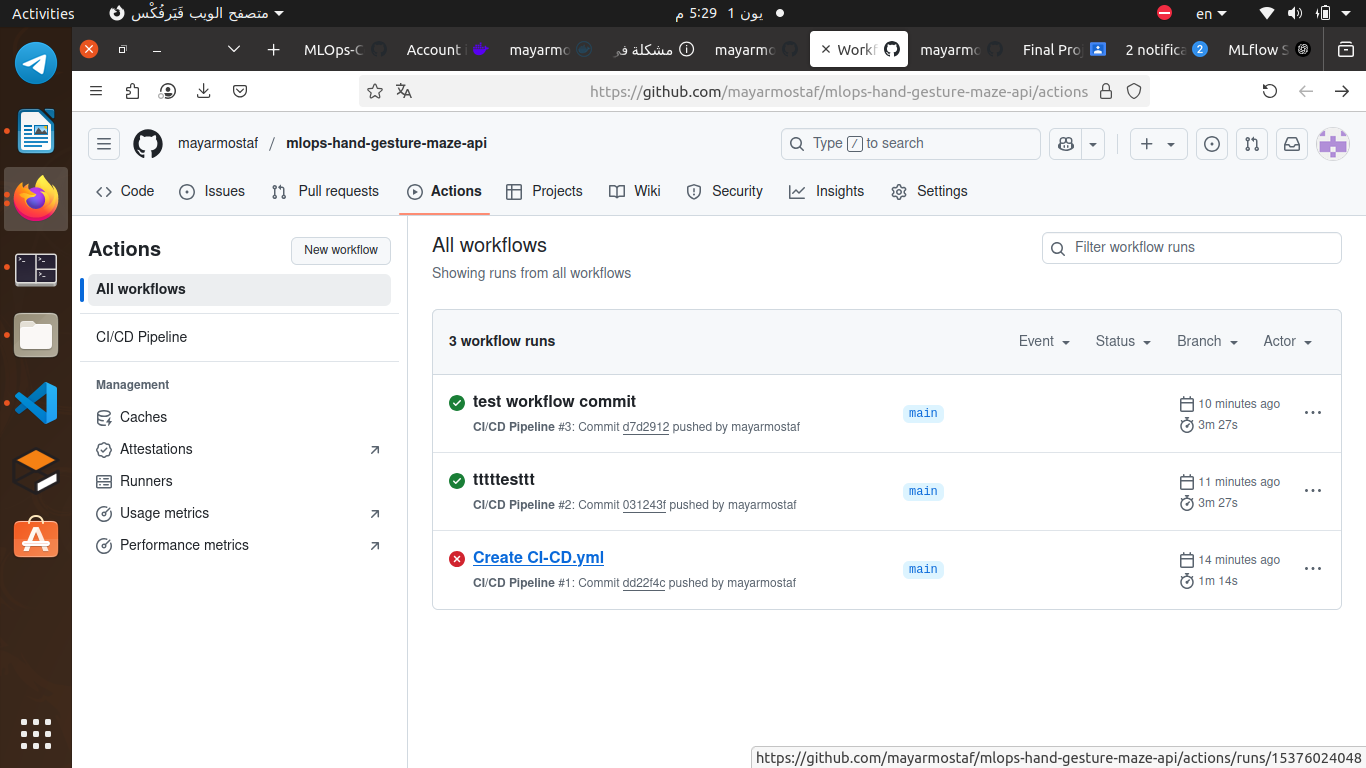 Activities
متصفح الويب فَيَرفُكْس
يون 1 5:29 م
en
MLOps-C
Account i
mayarmo
مشكلة في
mayarmo
Workf
mayarmo
Final Proj
2 notifica
2
MLflow S
https://github.com/mayarmostaf/mlops-hand-gesture-maze-api/actions
mayarmostaf / mlops-hand-gesture-maze-api
Type / to search
Code
Issues
Pull requests
Actions
Projects
Wiki
Security
Insights
Settings
Actions
New workflow
All workflows
CI/CD Pipeline
Management
Caches
Attestations
Runners
Usage metrics
Performance metrics
All workflows
Showing runs from all workflows
Filter workflow runs
3 workflow runs
Event
Status
Branch
Actor
test workflow commit
CI/CD Pipeline #3: Commit d7d2912 pushed by mayarmostaf
main
10 minutes ago
3m 27s
tttttesttt
CI/CD Pipeline #2: Commit 031243f pushed by mayarmostaf
main
11 minutes ago
3m 27s
Create CI-CD.yml
CI/CD Pipeline #1: Commit dd22f4c pushed by mayarmostaf
main
14 minutes ago
1m 14s
https://github.com/mayarmostaf/mlops-hand-gesture-maze-api/actions/runs/15376024048